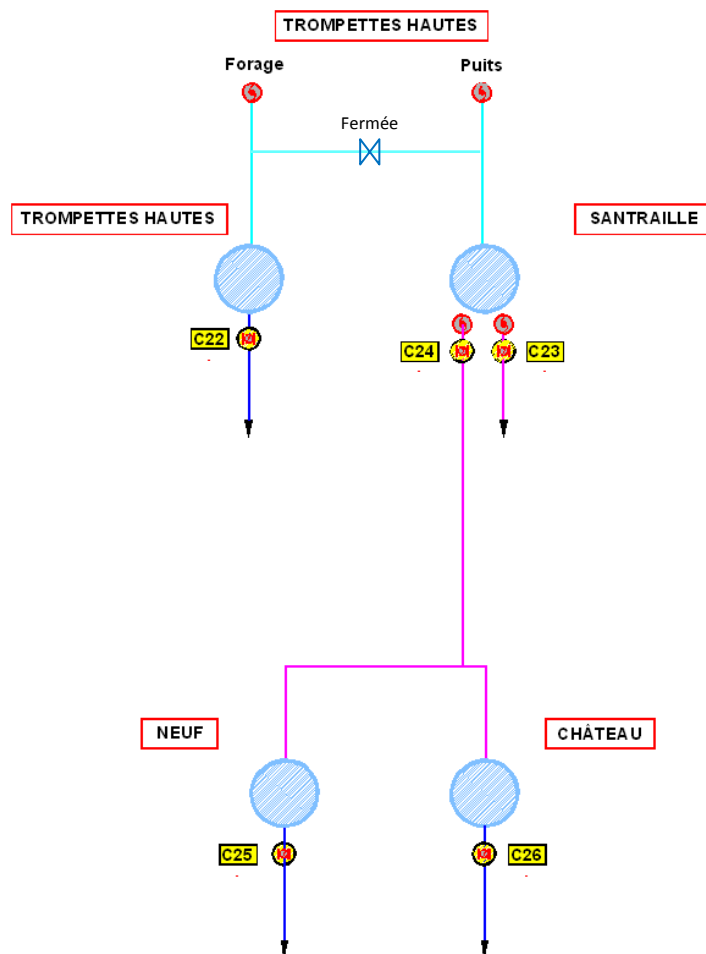 TROMPETTES HAUTES
Forage
Puits
Fermée
TROMPETTES HAUTES
SANTRAILLE
C22
C24
C23
NEUF
CHÂTEAU
C25
C26